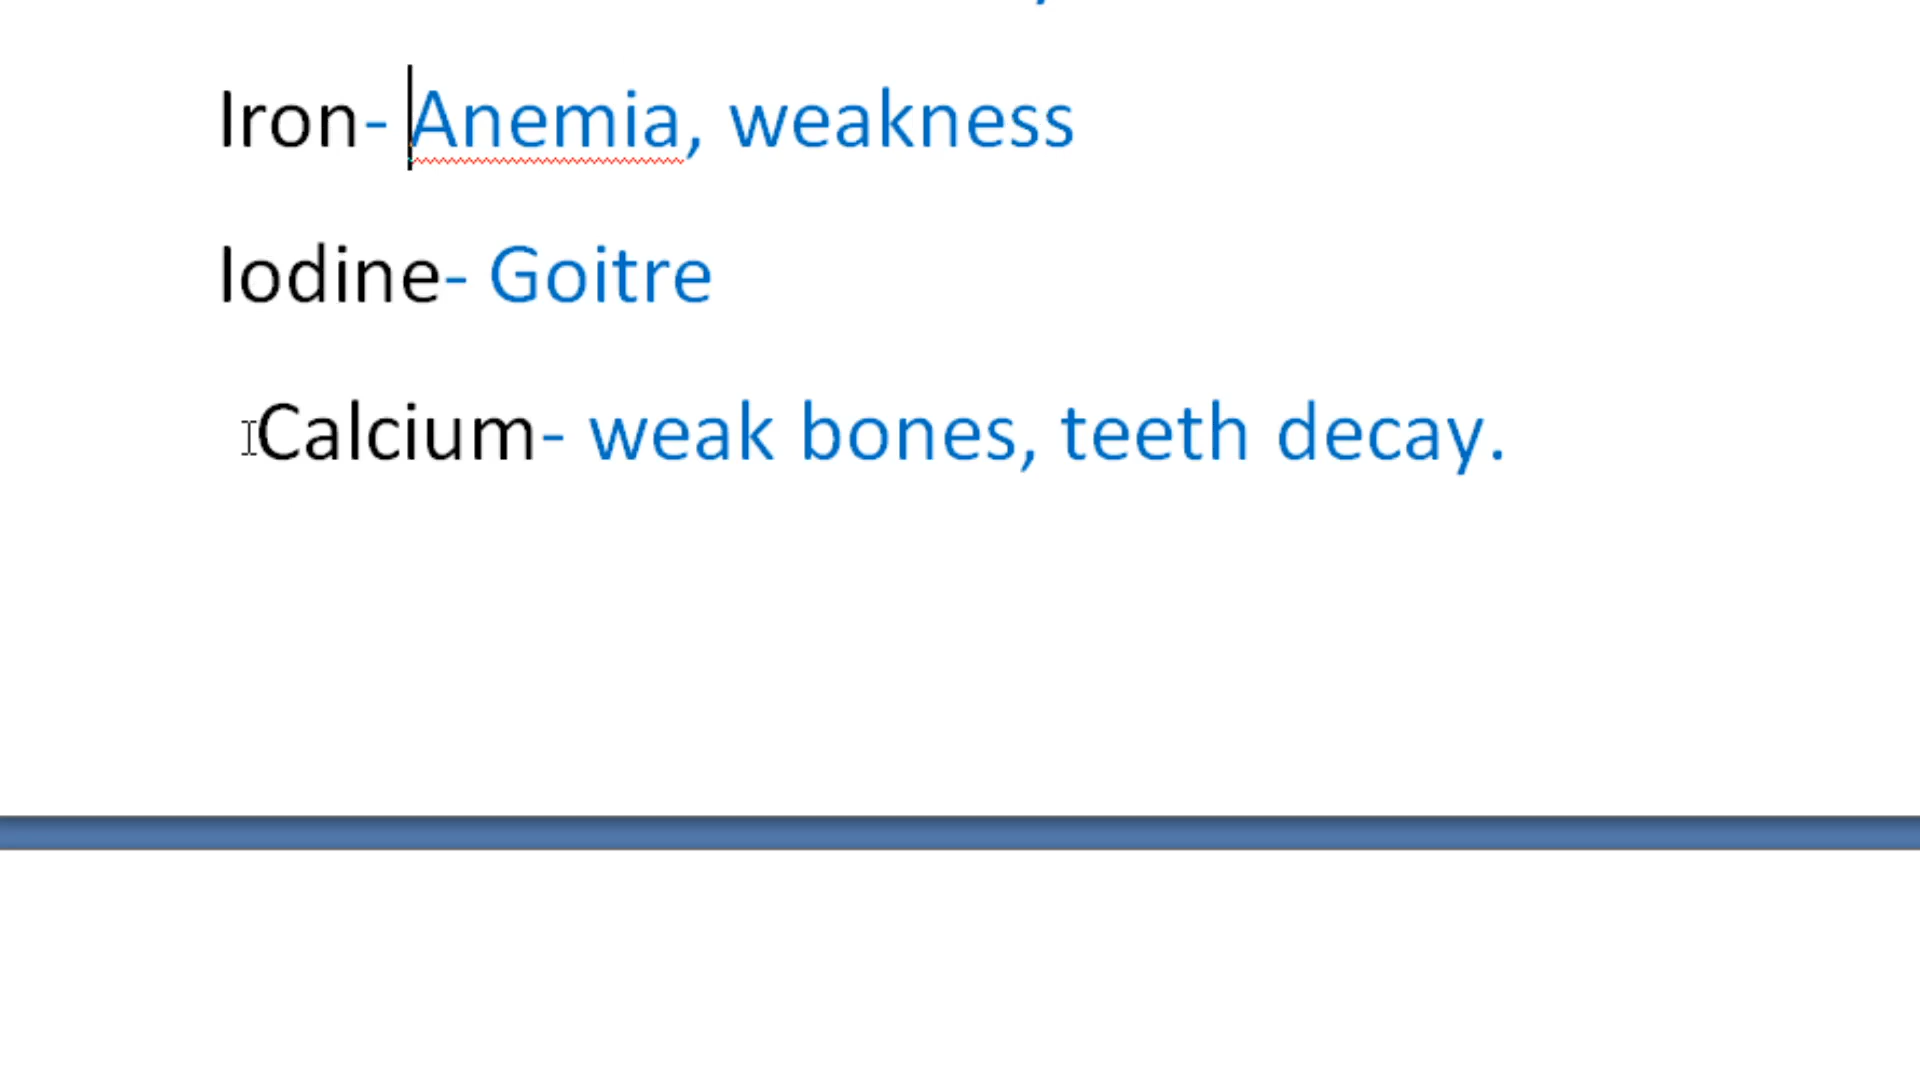 Iron- Anemia, weakness
Iodine- Goitre
Calcium- weak bones, teeth decay.